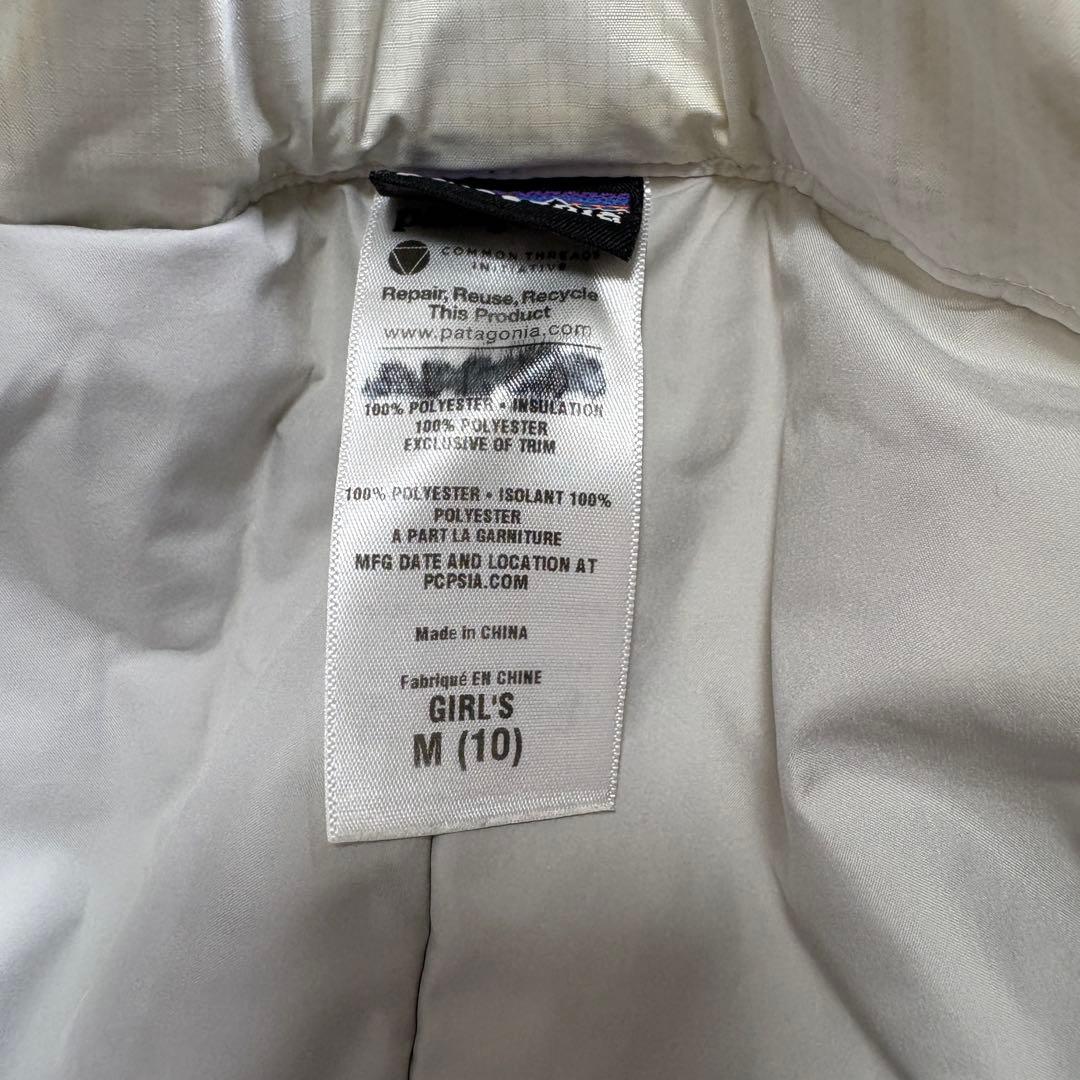 COMMON THREADS
INITIATIVE
Repair, Reuse, Recycle
This Product
www.patagonia.com
100% POLYESTER • INSULATION
100% POLYESTER
EXCLUSIVE OF TRIM
100% POLYESTER • ISOLANT 100%
POLYESTER
A PART LA GARNITURE
MFG DATE AND LOCATION AT
PCPSIA.COM
Made in CHINA
Fabriqué EN CHINE
GIRL'S
M (10)